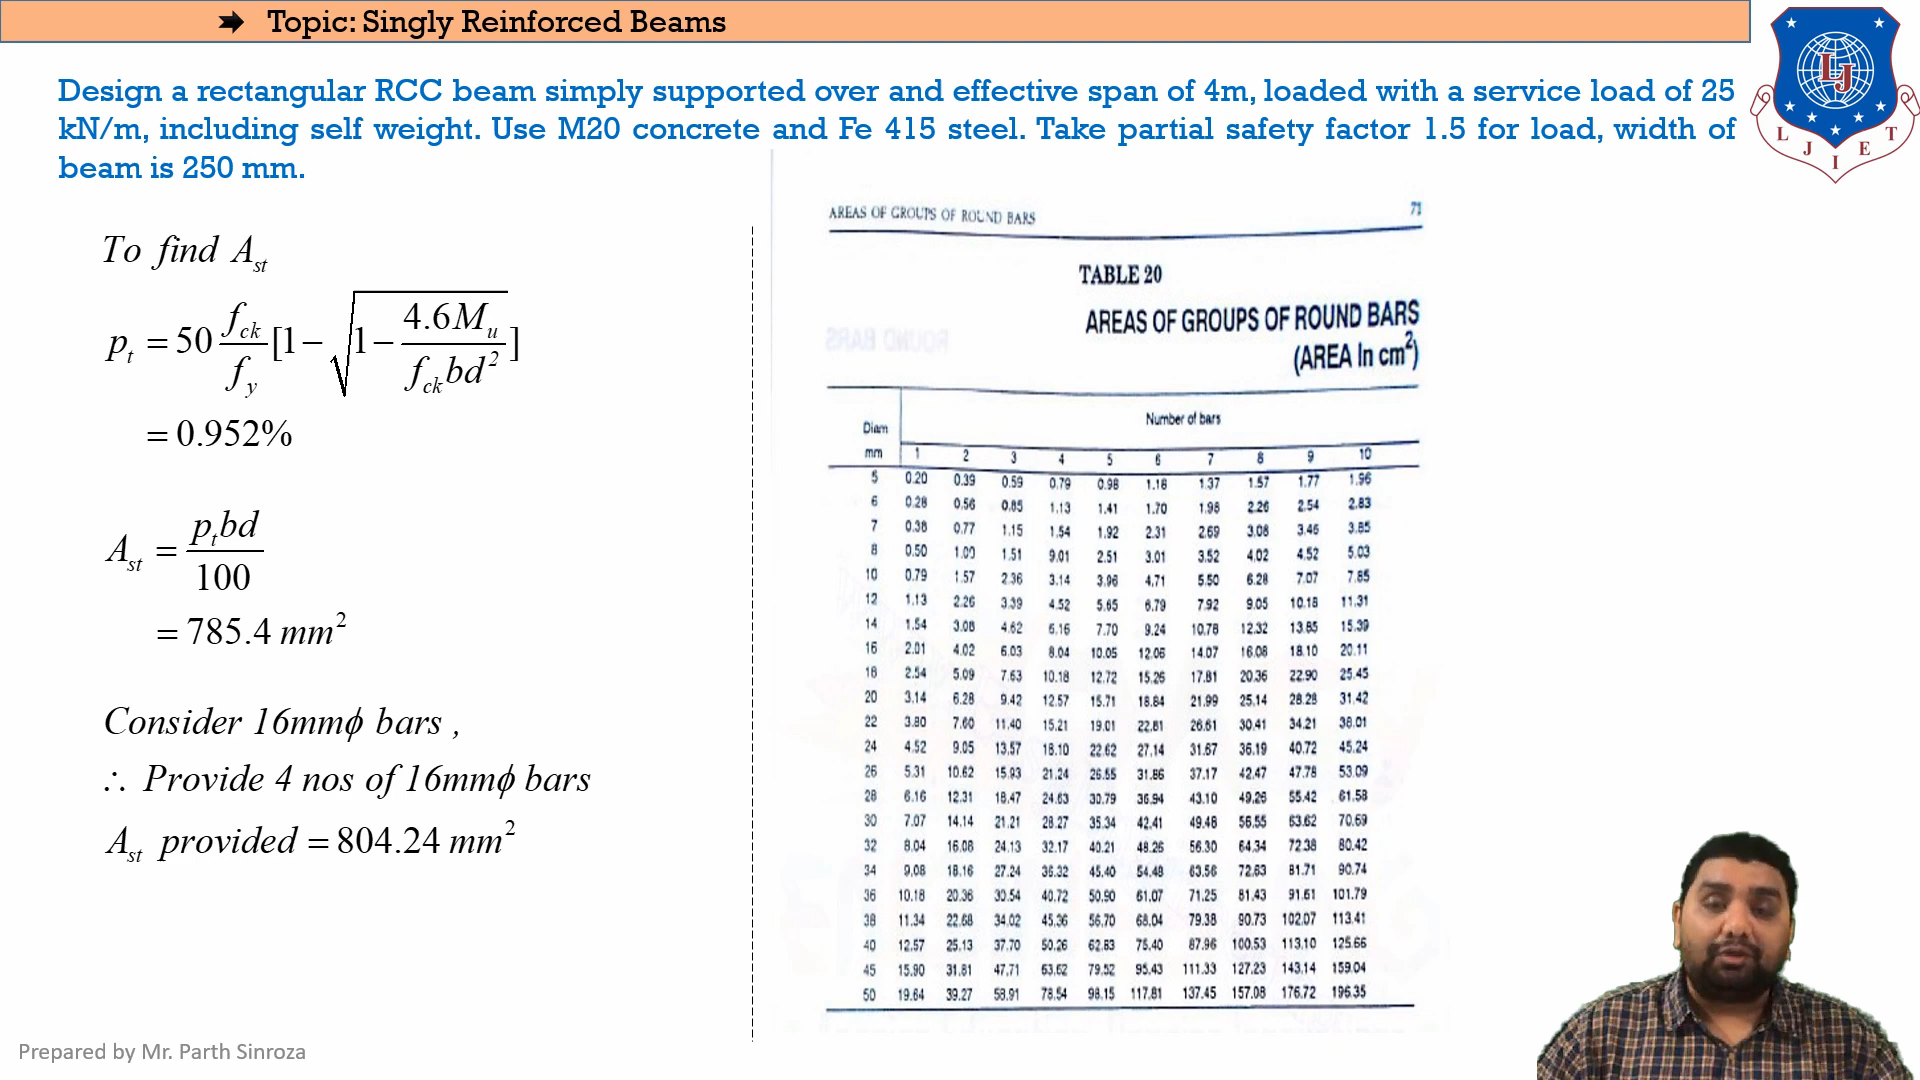 ➡ Topic: Singly Reinforced Beams
Design a rectangular RCC beam simply supported over and effective span of 4m, loaded with a service load of 25
kN/m, including self weight. Use M20 concrete and Fe 415 steel. Take partial safety factor 1.5 for load, width of
beam is 250 mm.
LJ
L J I E T
To find A_st
p_t = 50 f_ck/f_y [1 − √(1 − 4.6M_u/(f_ck bd²))]
= 0.952%
A_st = p_t bd/100
= 785.4 mm²
Consider 16mmϕ bars ,
∴ Provide 4 nos of 16mmϕ bars
A_st provided = 804.24 mm²
AREAS OF GROUPS OF ROUND BARS 71
TABLE 20
AREAS OF GROUPS OF ROUND BARS
(AREA In cm²)
Diam Number of bars
mm 1 2 3 4 5 6 7 8 9 10
5 0.20 0.39 0.59 0.79 0.98 1.18 1.37 1.57 1.77 1.96
6 0.28 0.56 0.85 1.13 1.41 1.70 1.98 2.26 2.54 2.83
7 0.38 0.77 1.15 1.54 1.92 2.31 2.69 3.08 3.46 3.85
8 0.50 1.00 1.51 9.01 2.51 3.01 3.52 4.02 4.52 5.03
10 0.79 1.57 2.36 3.14 3.96 4.71 5.50 6.28 7.07 7.85
12 1.13 2.26 3.39 4.52 5.65 6.79 7.92 9.05 10.18 11.31
14 1.54 3.08 4.62 6.16 7.70 9.24 10.78 12.32 13.85 15.39
16 2.01 4.02 6.03 8.04 10.05 12.06 14.07 16.08 18.10 20.11
18 2.54 5.09 7.63 10.18 12.72 15.26 17.81 20.36 22.90 25.45
20 3.14 6.28 9.42 12.57 15.71 18.84 21.99 25.14 28.28 31.42
22 3.80 7.60 11.40 15.21 19.01 22.81 26.61 30.41 34.21 38.01
24 4.52 9.05 13.57 18.10 22.62 27.14 31.67 36.19 40.72 45.24
26 5.31 10.62 15.93 21.24 26.55 31.86 37.17 42.47 47.78 53.09
28 6.16 12.31 18.47 24.63 30.79 36.94 43.10 49.26 55.42 61.58
30 7.07 14.14 21.21 28.27 35.34 42.41 49.48 56.55 63.62 70.69
32 8.04 16.08 24.13 32.17 40.21 48.26 56.30 64.34 72.38 80.42
34 9.08 18.16 27.24 36.32 45.40 54.48 63.56 72.63 81.71 90.74
36 10.18 20.36 30.54 40.72 50.90 61.07 71.25 81.43 91.61 101.79
38 11.34 22.68 34.02 45.36 56.70 68.04 79.38 90.73 102.07 113.41
40 12.57 25.13 37.70 50.26 62.83 75.40 87.96 100.53 113.10 125.66
45 15.90 31.81 47.71 63.62 79.52 95.43 111.33 127.23 143.14 159.04
50 19.64 39.27 58.91 78.54 98.15 117.81 137.45 157.08 176.72 196.35
Prepared by Mr. Parth Sinroza